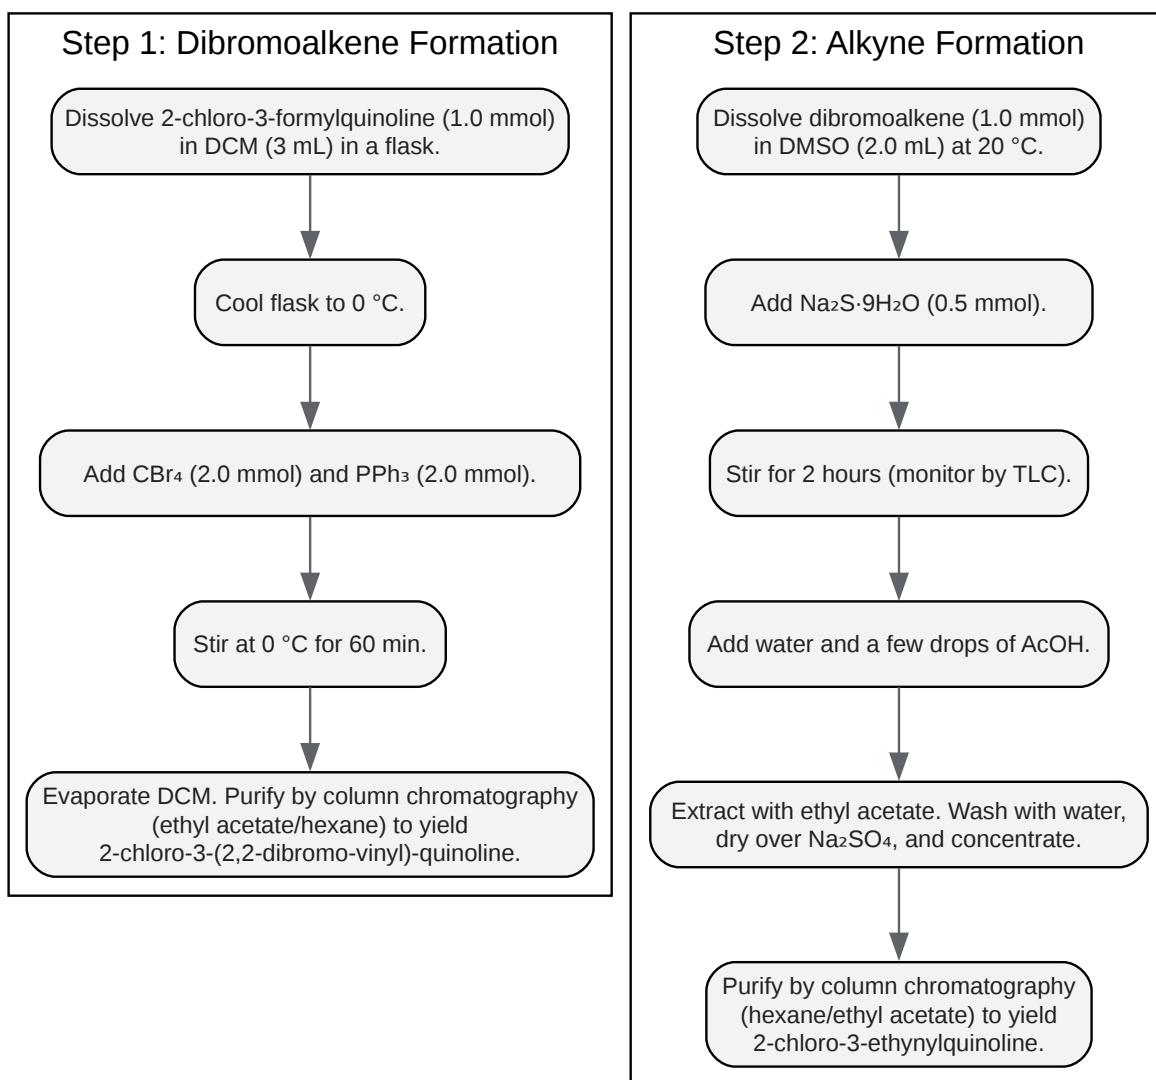 Step 1: Dibromoalkene Formation
Dissolve 2-chloro-3-formylquinoline (1.0 mmol)
in DCM (3 mL) in a flask.
Cool flask to 0 °C.
Add CBr₄ (2.0 mmol) and PPh₃ (2.0 mmol).
Stir at 0 °C for 60 min.
Evaporate DCM. Purify by column chromatography
(ethyl acetate/hexane) to yield
2-chloro-3-(2,2-dibromo-vinyl)-quinoline.
Step 2: Alkyne Formation
Dissolve dibromoalkene (1.0 mmol)
in DMSO (2.0 mL) at 20 °C.
Add Na₂S·9H₂O (0.5 mmol).
Stir for 2 hours (monitor by TLC).
Add water and a few drops of AcOH.
Extract with ethyl acetate. Wash with water,
dry over Na₂SO₄, and concentrate.
Purify by column chromatography
(hexane/ethyl acetate) to yield
2-chloro-3-ethynylquinoline.